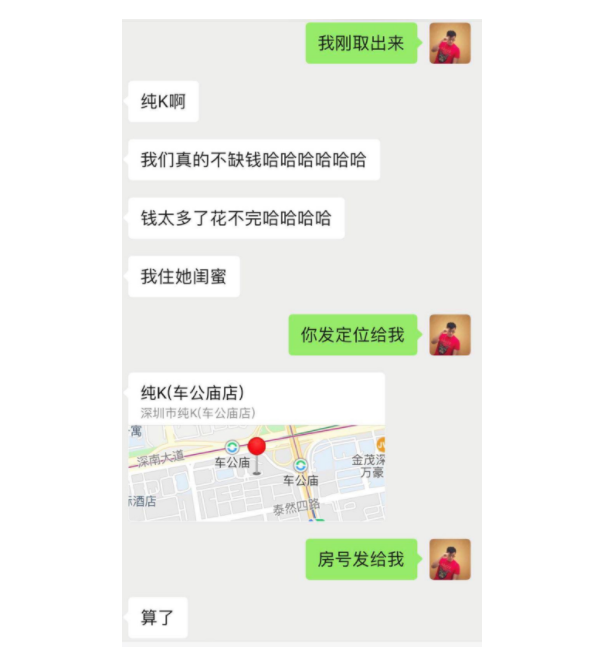 我刚取出来
纯K啊
我们真的不缺钱哈哈哈哈哈哈
钱太多了花不完哈哈哈哈
我住她闺蜜
你发定位给我
纯K(车公庙店)
深圳市纯K(车公庙店)
寓
深南大道
车公庙
金茂深
万豪
车公庙
酒店
泰然四路
房号发给我
算了